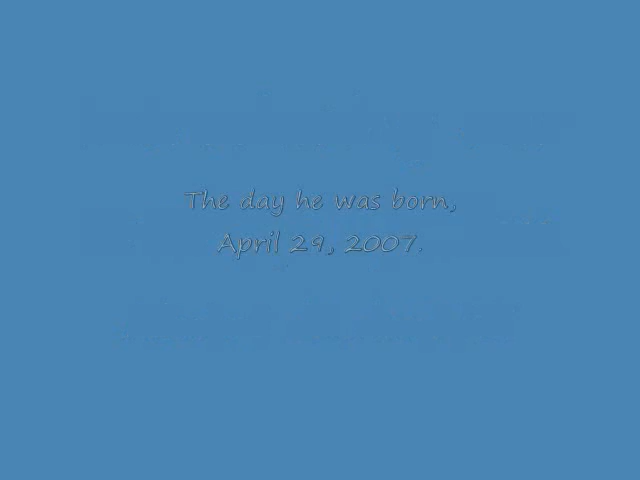 The day he was born,
April 29, 2007.